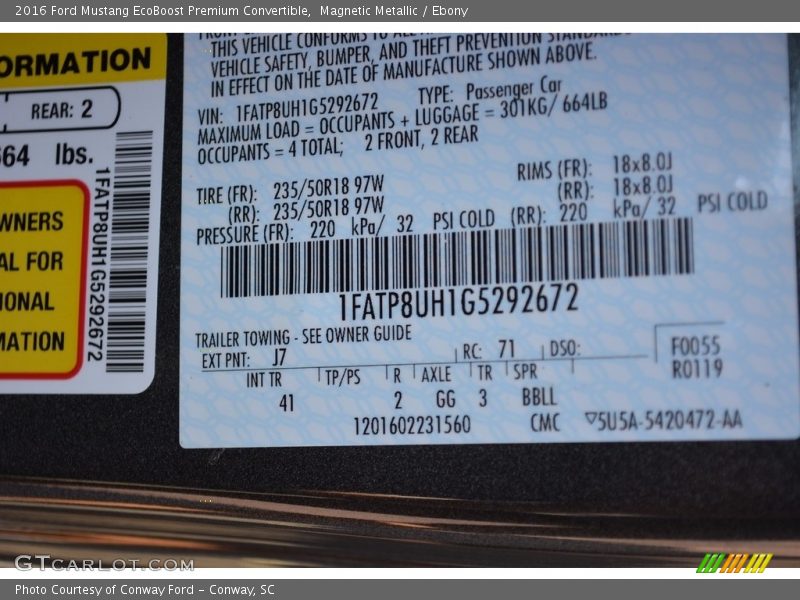 2016 Ford Mustang EcoBoost Premium Convertible, Magnetic Metallic / Ebony
ORMATION
REAR: 2
664 lbs.
WNERS
AL FOR
IONAL
MATION
1FATP8UH1G5292672
THIS VEHICLE CONFORMS TO ALL
VEHICLE SAFETY, BUMPER, AND THEFT PREVENTION STANDARDS
IN EFFECT ON THE DATE OF MANUFACTURE SHOWN ABOVE.
VIN: 1FATP8UH1G5292672 TYPE: Passenger Car
MAXIMUM LOAD = OCCUPANTS + LUGGAGE = 301KG/ 664LB
OCCUPANTS = 4 TOTAL; 2 FRONT, 2 REAR
TIRE (FR): 235/50R18 97W RIMS (FR): 18x8.0J
(RR): 235/50R18 97W (RR): 18x8.0J
PRESSURE (FR): 220 kPa/ 32 PSI COLD (RR): 220 kPa/ 32 PSI COLD
1FATP8UH1G5292672
TRAILER TOWING - SEE OWNER GUIDE
EXT PNT: J7 RC: 71 DSO: F0055
R0119
INT TR TP/PS R AXLE TR SPR
41 2 GG 3 BBLL
1201602231560 CMC ▽5U5A-5420472-AA
GTCARLOT.COM
Photo Courtesy of Conway Ford - Conway, SC